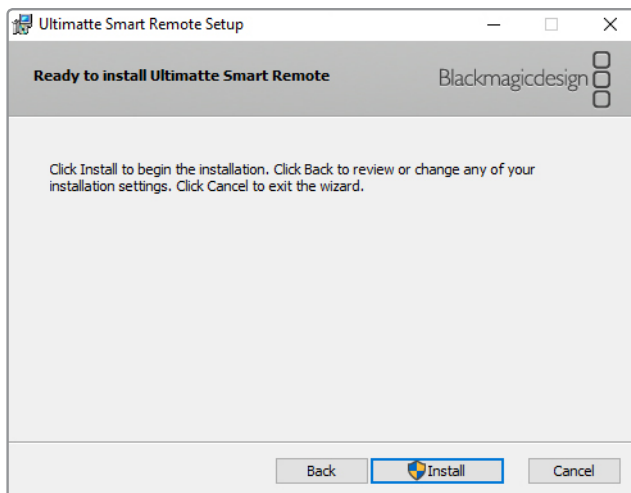 Ultimatte Smart Remote Setup
Ready to install Ultimatte Smart Remote
Blackmagicdesign
Click Install to begin the installation. Click Back to review or change any of your
installation settings. Click Cancel to exit the wizard.
Back
Install
Cancel